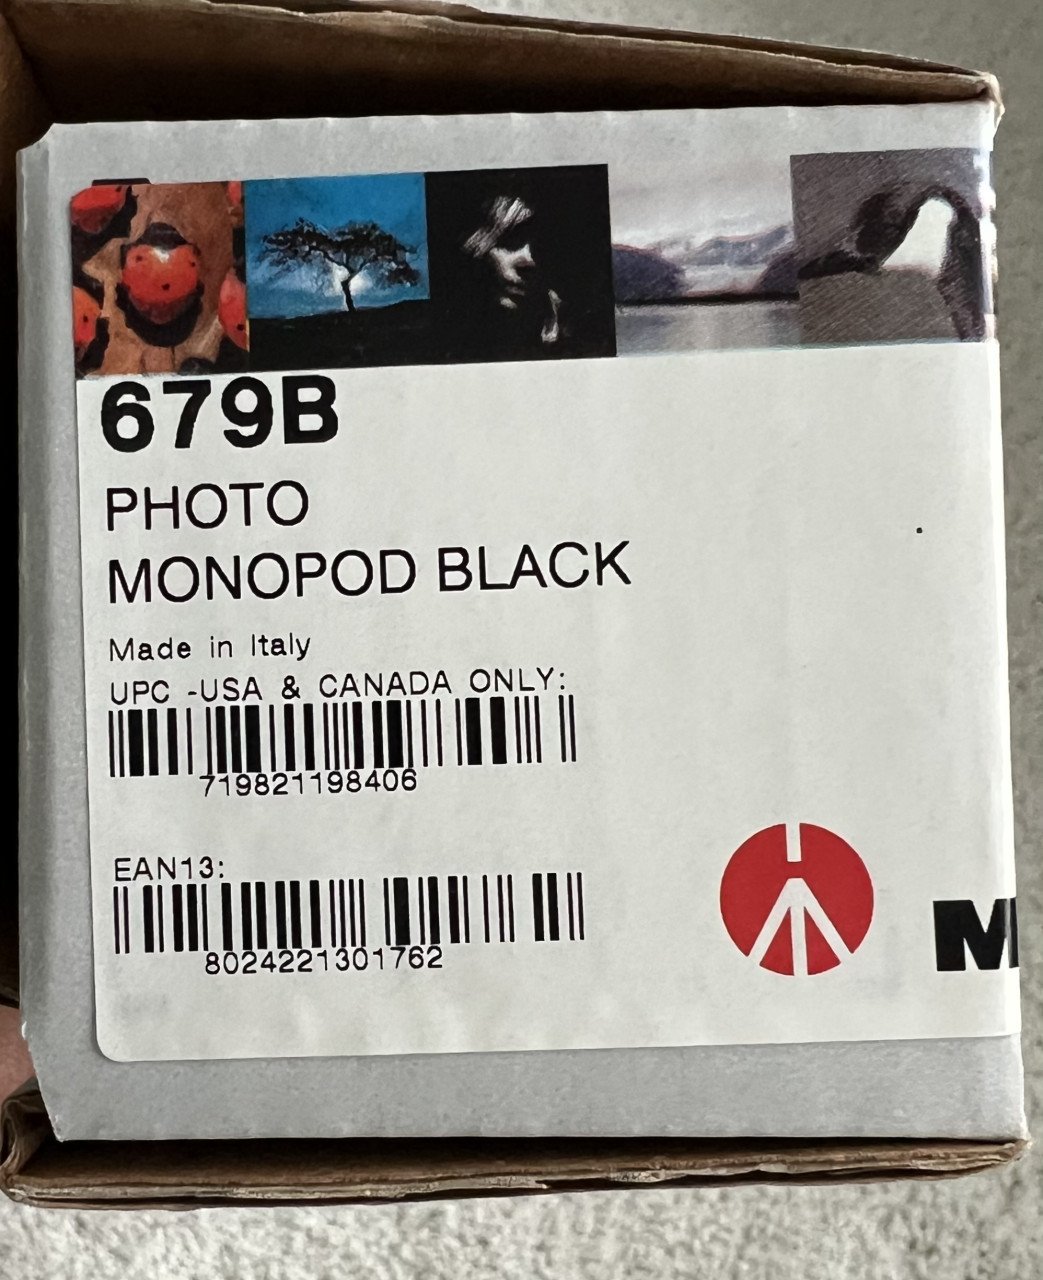 679B
PHOTO
MONOPOD BLACK
Made in Italy
UPC -USA & CANADA ONLY:
719821198406
EAN13:
8024221301762
M